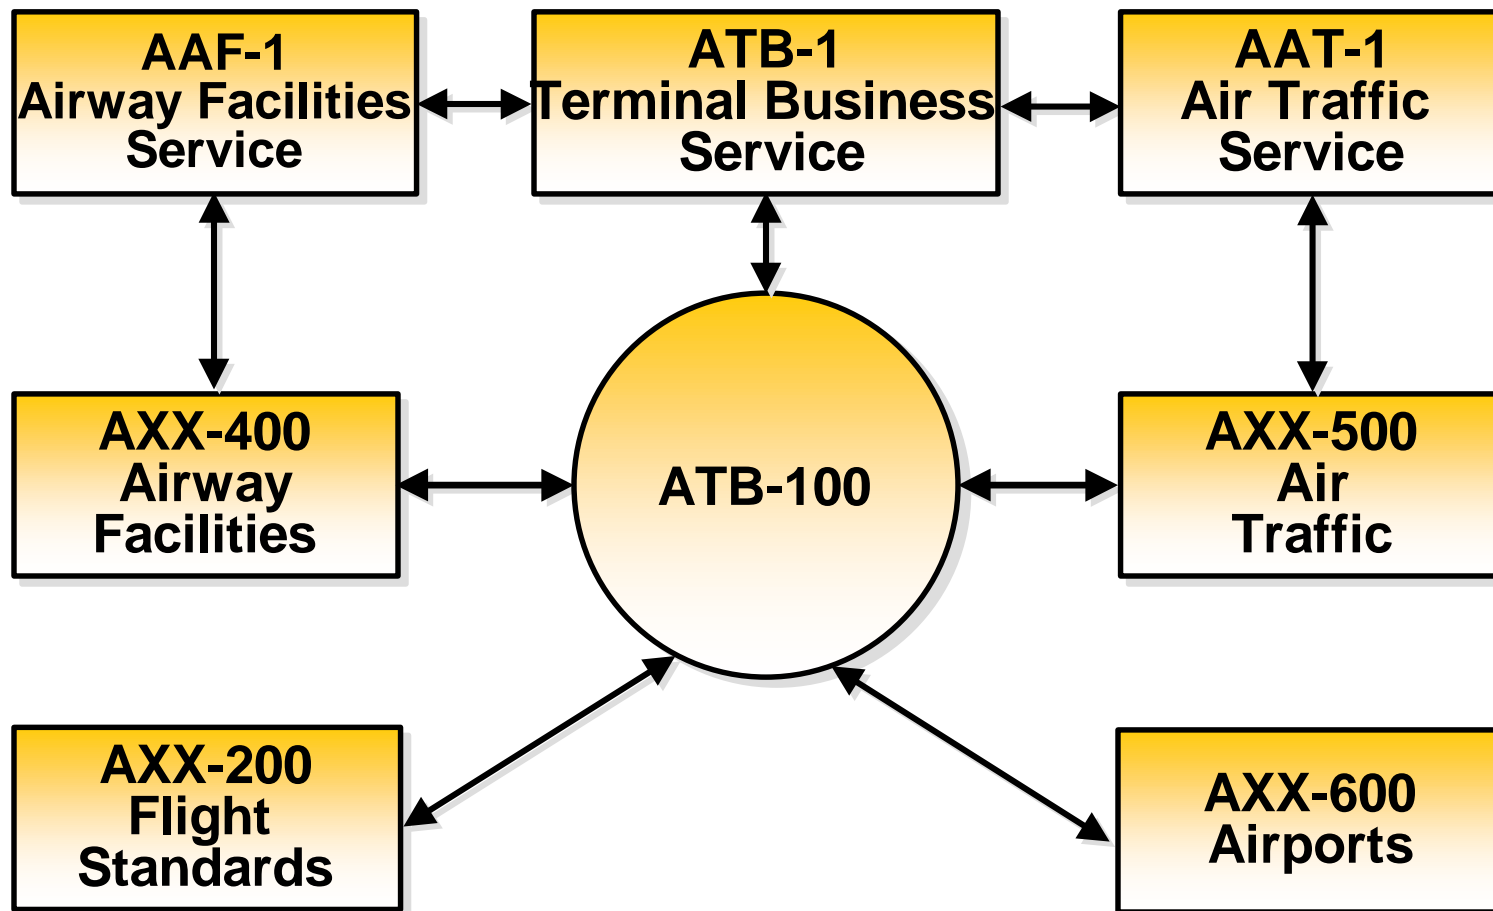 AAF-1
Airway Facilities
Service
ATB-1
Terminal Business
Service
AAT-1
Air Traffic
Service
AXX-400
Airway
Facilities
ATB-100
AXX-500
Air
Traffic
AXX-200
Flight
Standards
AXX-600
Airports